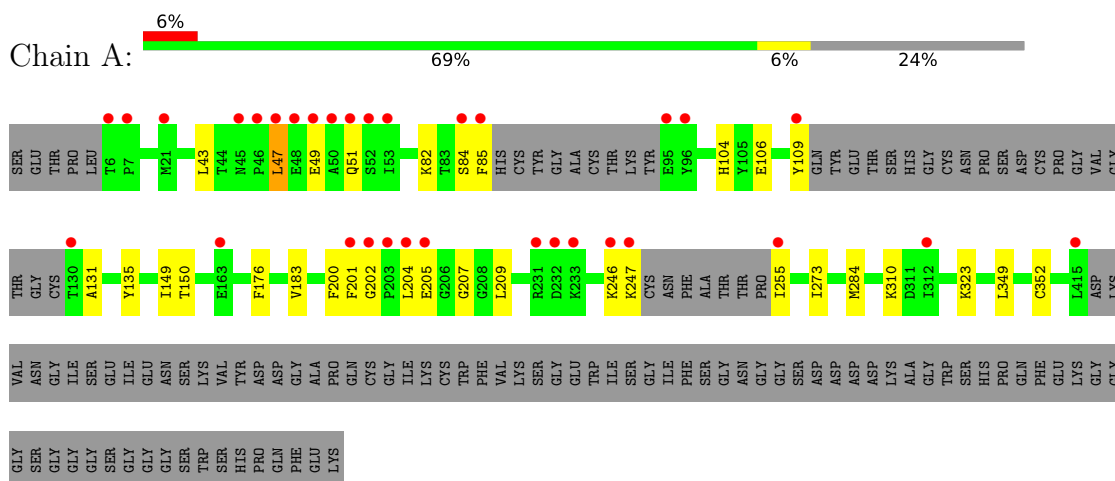 6%
Chain A:
69% 6% 24%
SER GLU THR PRO LEU T6 P7 M21 L43 T44 N45 P46 L47 E48 E49 A50 Q51 S52 I53 K82 T83 S84 F85 HIS CYS TYR GLY ALA CYS THR LYS TYR E95 Y96 H104 Y105 E106 Y109 GLN TYR GLU THR SER HIS GLY CYS ASN PRO SER ASP CYS PRO GLY VAL GLY
THR GLY CYS T130 A131 Y135 I149 T150 E163 F176 V183 F200 F201 G202 P203 L204 E205 G206 G207 G208 L209 R231 D232 K233 K246 K247 CYS ASN PHE ALA THR THR PRO I255 I273 M284 K310 D311 I312 K323 L349 C352 L415 ASP LYS
VAL ASN GLY ILE SER GLU ILE GLU ASN SER LYS VAL TYR ASP ASP GLY ALA PRO GLN CYS GLY ILE LYS CYS TRP PHE VAL LYS SER GLY GLU TRP ILE SER GLY ILE PHE SER GLY ASN GLY GLY SER ASP ASP ASP ASP LYS ALA GLY TRP SER HIS PRO GLN PHE GLU LYS GLY GLY
GLY SER GLY GLY GLY SER GLY GLY GLY SER TRP SER HIS PRO GLN PHE GLU LYS